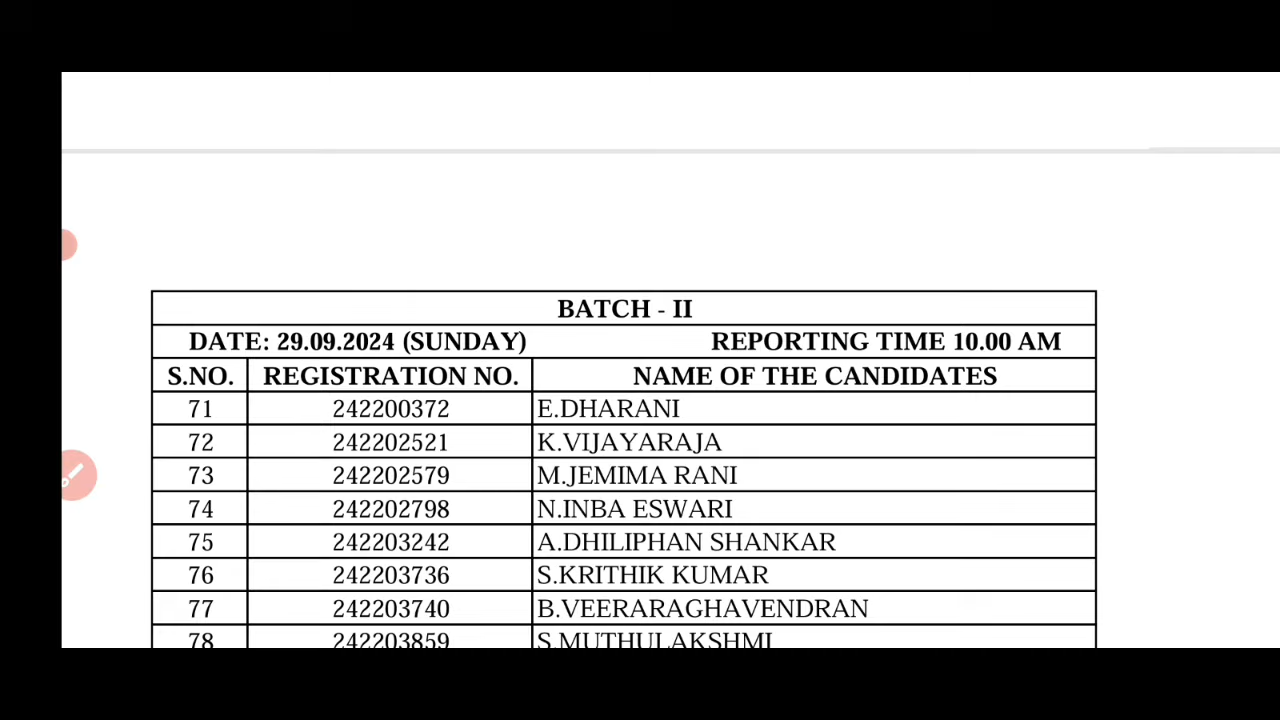 BATCH - II
DATE: 29.09.2024 (SUNDAY) REPORTING TIME 10.00 AM
S.NO. REGISTRATION NO. NAME OF THE CANDIDATES
71 242200372 E.DHARANI
72 242202521 K.VIJAYARAJA
73 242202579 M.JEMIMA RANI
74 242202798 N.INBA ESWARI
75 242203242 A.DHILIPHAN SHANKAR
76 242203736 S.KRITHIK KUMAR
77 242203740 B.VEERARAGHAVENDRAN
78 242203859 S.MUTHULAKSHMI